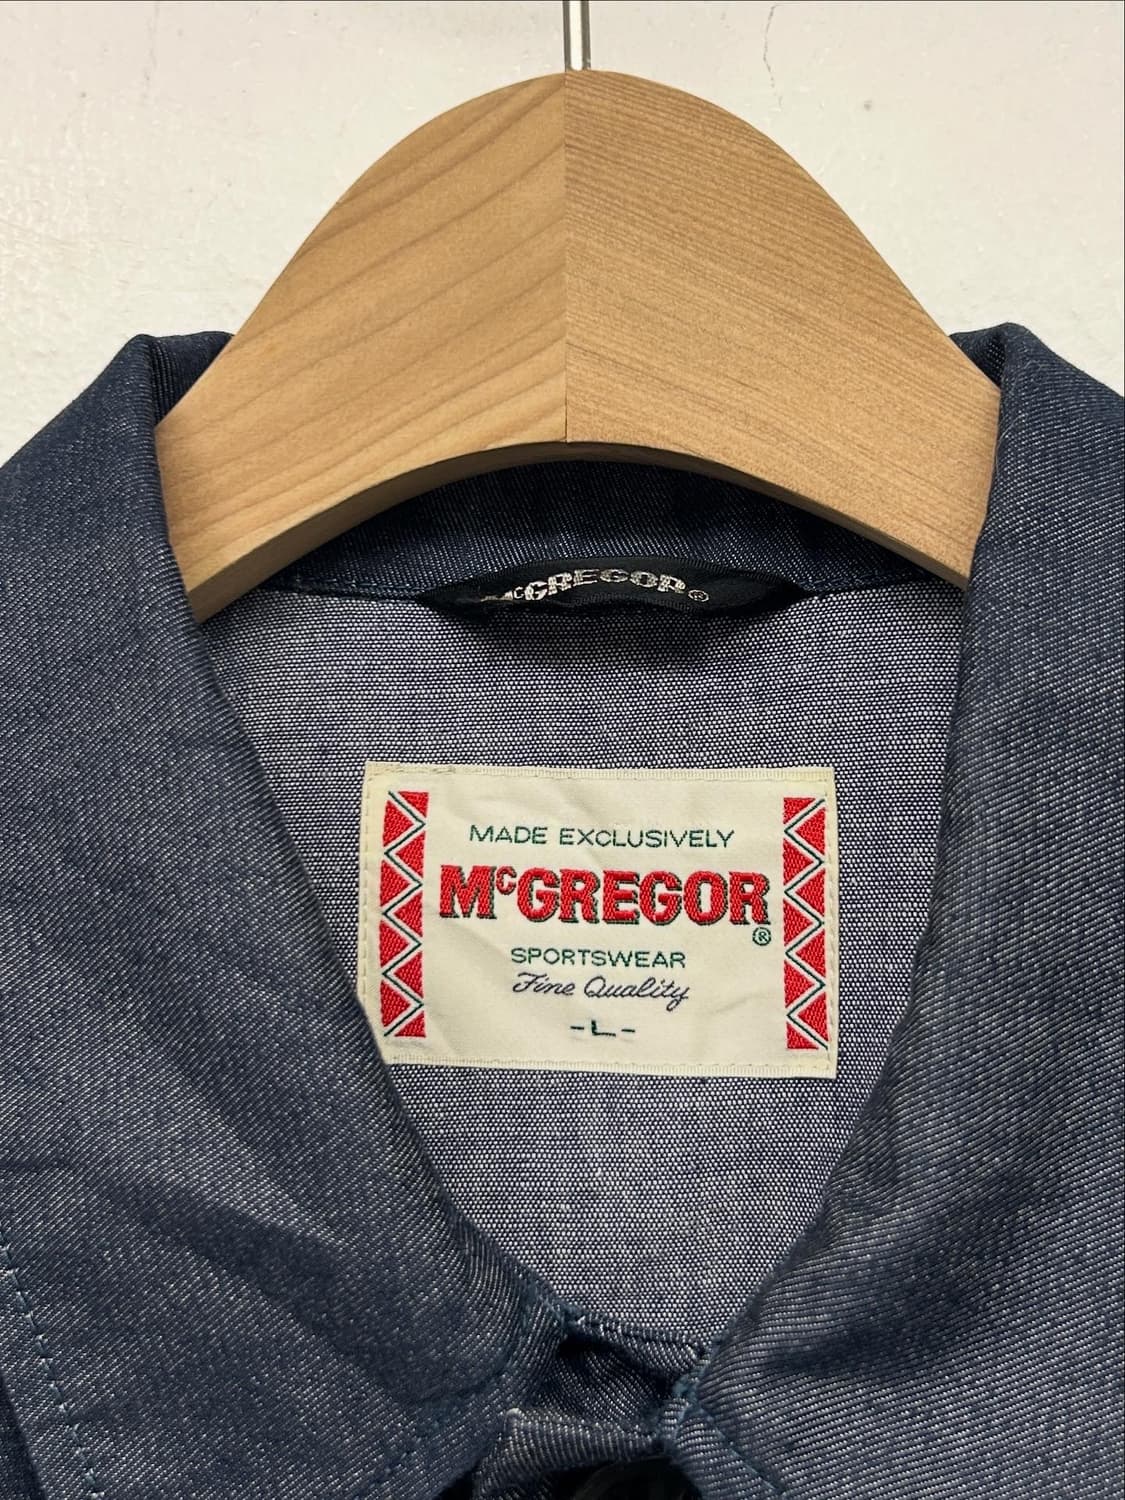 McGREGOR®
MADE EXCLUSIVELY
McGREGOR®
SPORTSWEAR
Fine Quality
-L-